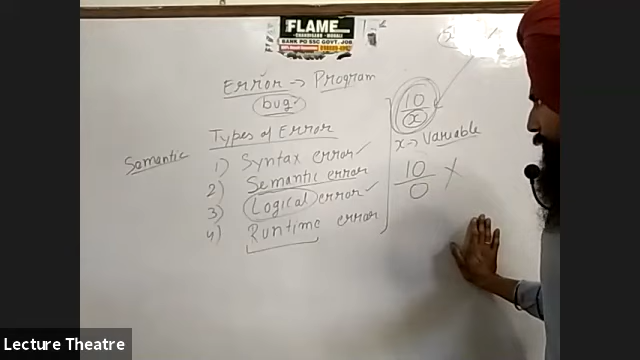 FLAME
CHANDIGARH - MOHALI
BANK PO SSC GOVT. JOB
Error → Program
bug
Types of Error
Semantic
1) Syntax error ✓
2) Semantic error
3) Logical error ✓
4) Runtime error
10
x
x → Variable
10
0
Lecture Theatre